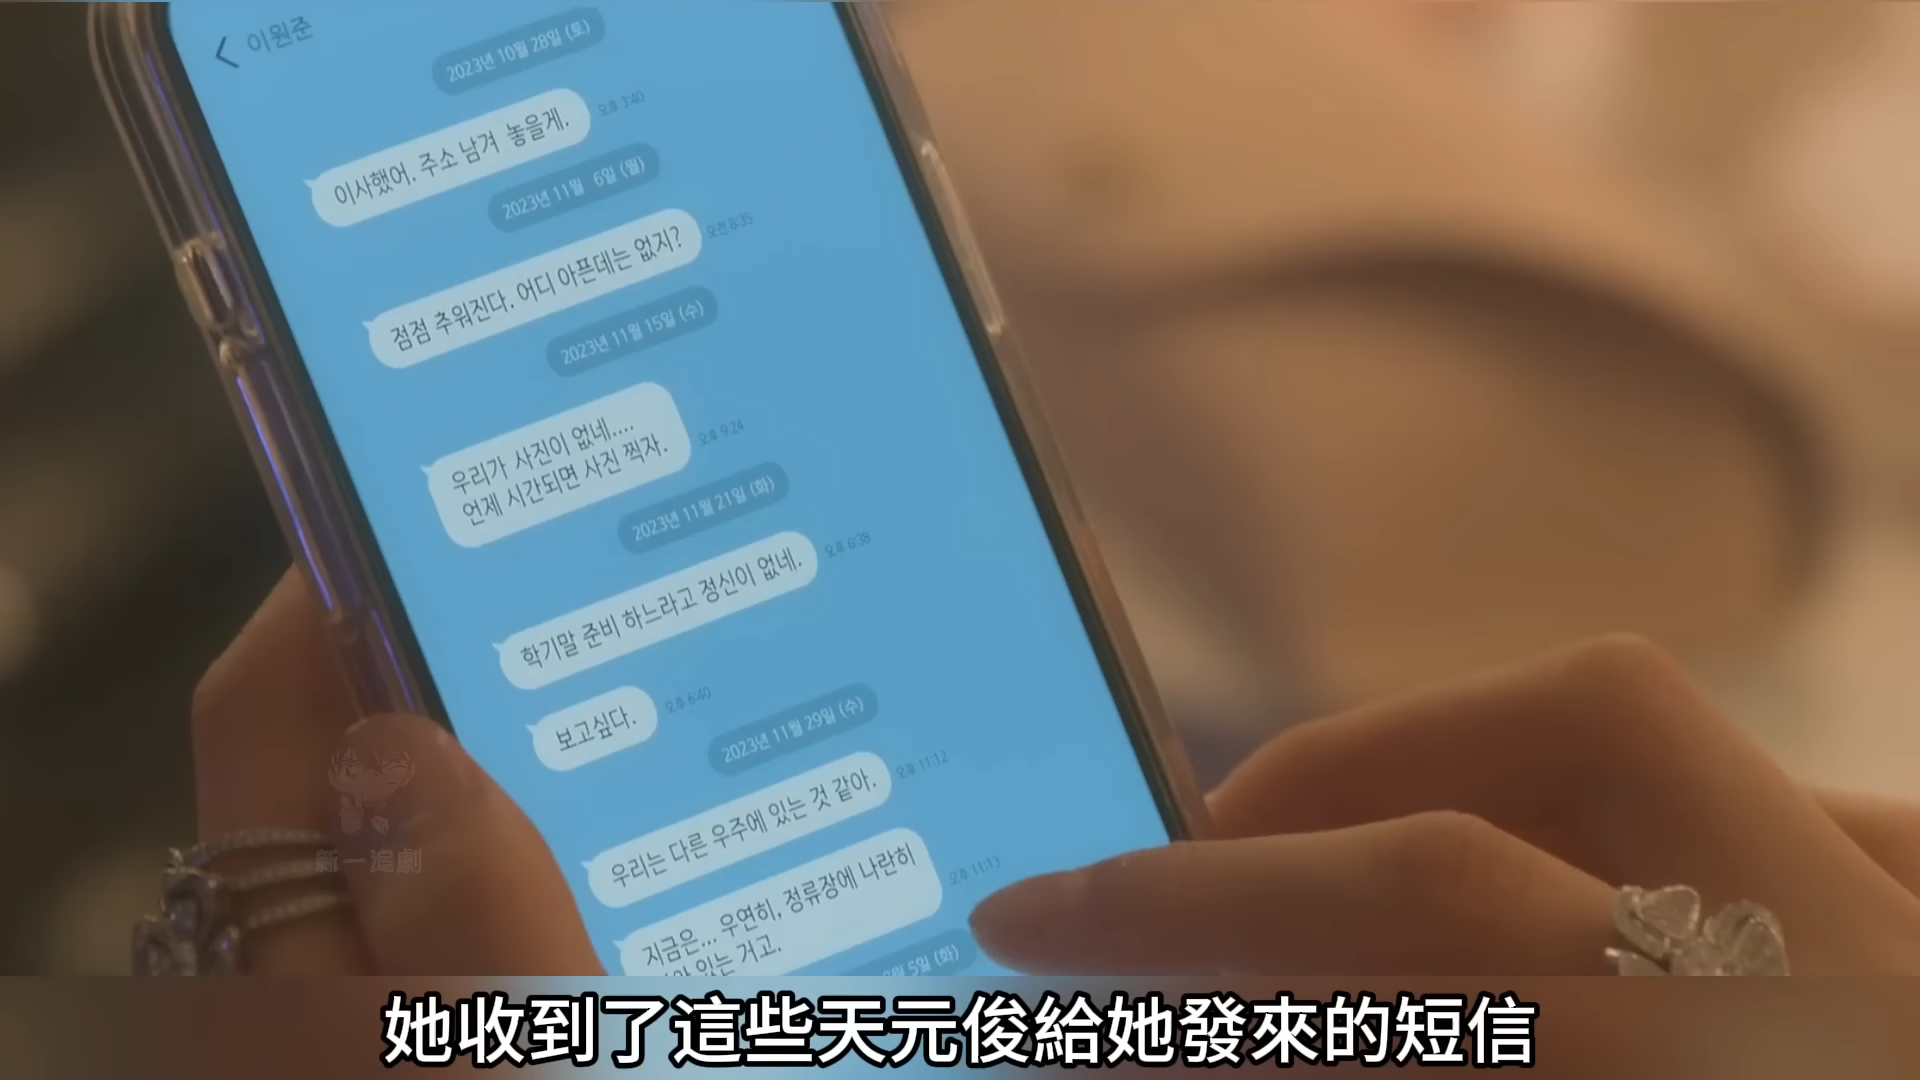 이원준
2023년 10월 28일 (토)
이사했어. 주소 남겨 놓을게.
오후 3:40
2023년 11월 6일 (월)
점점 추워진다. 어디 아픈데는 없지?
오전 8:35
2023년 11월 15일 (수)
우리가 사진이 없네....
언제 시간되면 사진 찍자.
오후 9:24
2023년 11월 21일 (화)
학기말 준비 하느라고 정신이 없네.
오후 6:38
보고싶다.
오후 6:40
2023년 11월 29일 (수)
우리는 다른 우주에 있는 것 같아.
오후 11:12
지금은... 우연히, 정류장에 나란히
있는 거고.
오후 11:13
5일 (화)
新一追劇
她收到了這些天元俊給她發來的短信